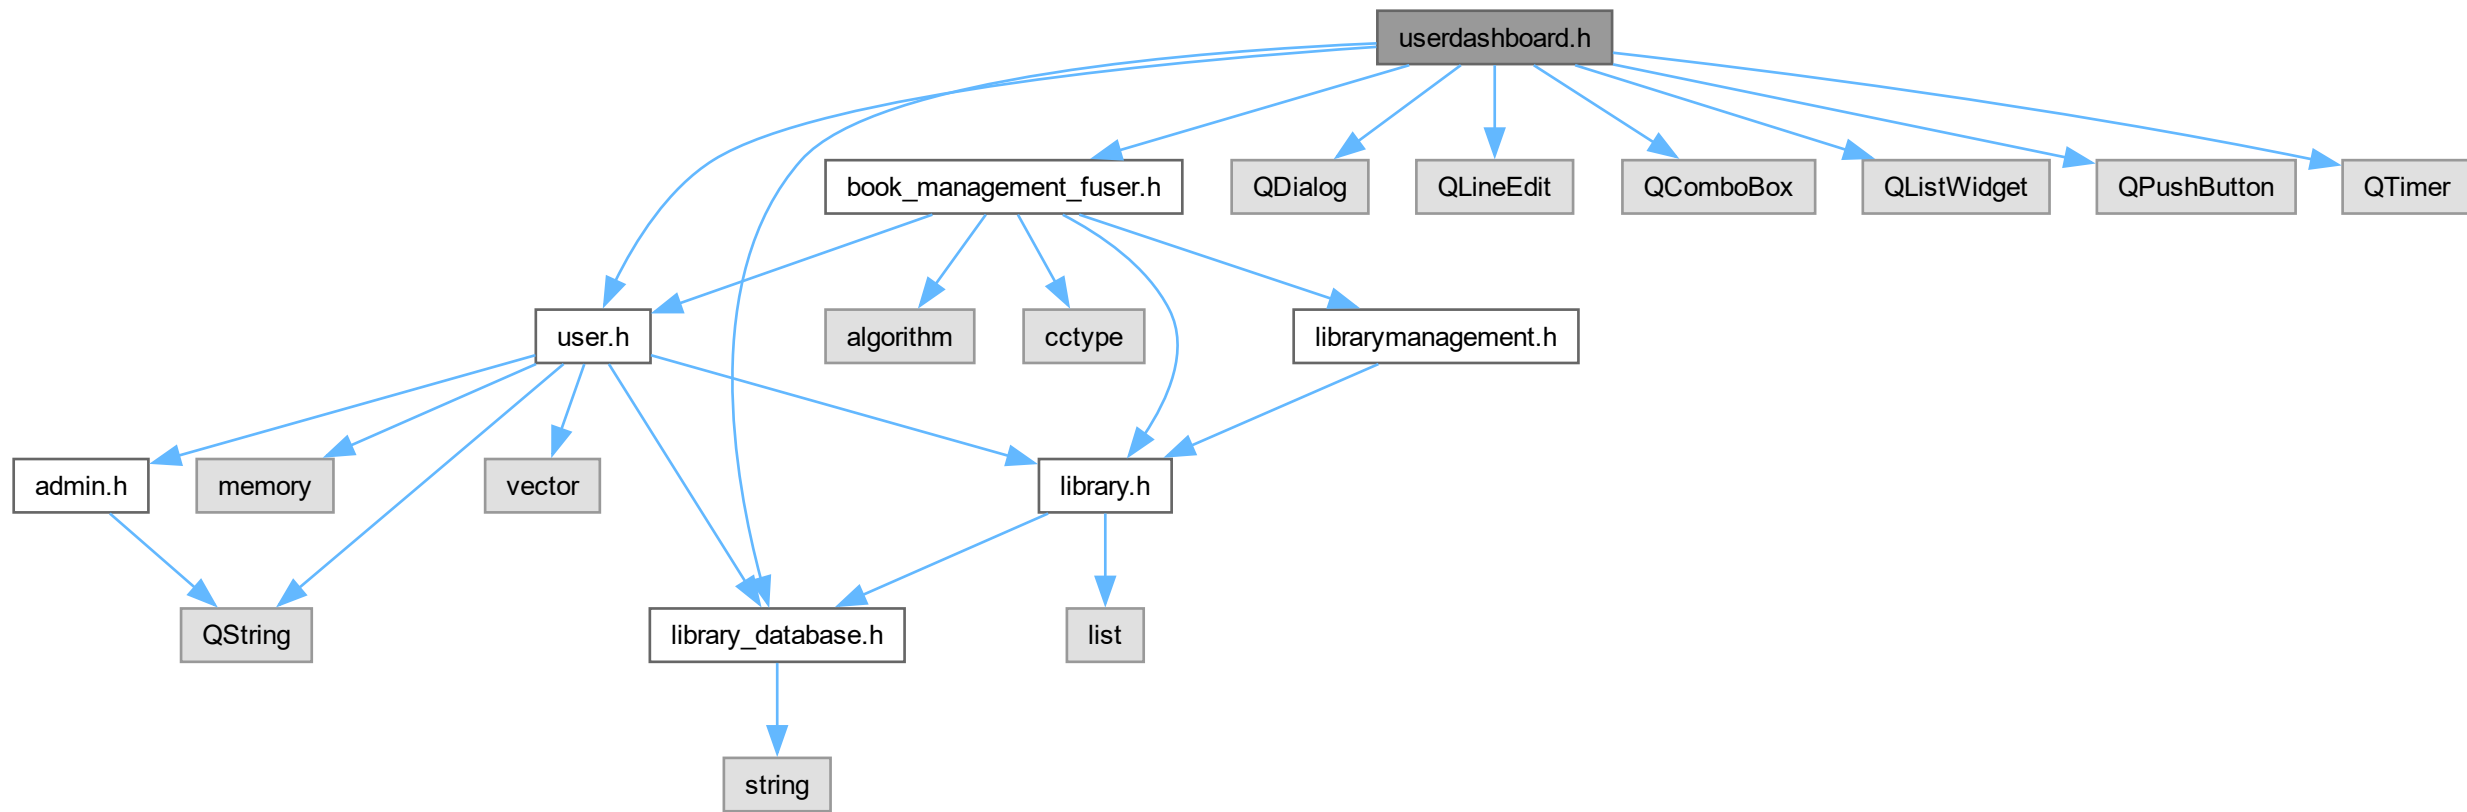 userdashboard.h
book_management_fuser.h
QDialog
QLineEdit
QComboBox
QListWidget
QPushButton
QTimer
user.h
algorithm
cctype
librarymanagement.h
admin.h
memory
vector
library.h
QString
library_database.h
list
string